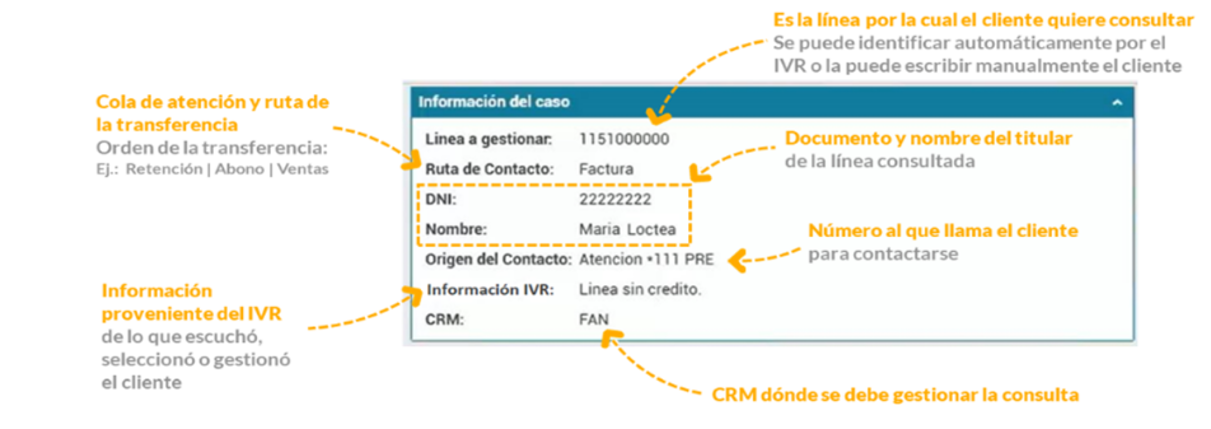 Es la línea por la cual el cliente quiere consultar
Se puede identificar automáticamente por el
IVR o la puede escribir manualmente el cliente
Cola de atención y ruta de
la transferencia
Orden de la transferencia:
Ej.: Retención | Abono | Ventas
Información del caso
Linea a gestionar: 1151000000
Ruta de Contacto: Factura
DNI: 22222222
Nombre: Maria Loctea
Origen del Contacto: Atencion *111 PRE
Información IVR: Linea sin credito.
CRM: FAN
Documento y nombre del titular
de la línea consultada
Número al que llama el cliente
para contactarse
Información
proveniente del IVR
de lo que escuchó,
seleccionó o gestionó
el cliente
CRM dónde se debe gestionar la consulta